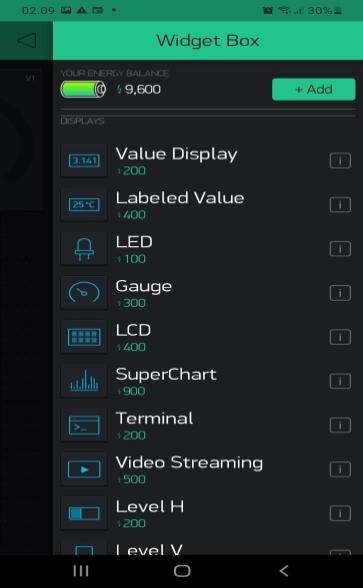 02.09 30%
Widget Box
V1
YOUR ENERGY BALANCE
9,600
+ Add
DISPLAYS
3.141
Value Display
200
25 °C
Labeled Value
400
LED
100
Gauge
300
LCD
400
SuperChart
900
>_
Terminal
200
Video Streaming
500
Level H
200
Level V